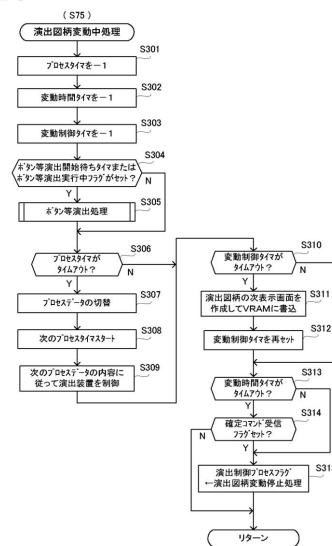 (S75)
演出図柄変動中処理
S301
プロセスタイマを－1
S302
変動時間タイマを－1
S303
変動制御タイマを－1
S304
ボタン等演出開始待ちタイマまたは
ボタン等演出実行中フラグがセット？
N
Y
S305
ボタン等演出処理
S306
プロセスタイマが
タイムアウト？
N
Y
S307
プロセスデータの切替
S308
次のプロセスタイマスタート
S309
次のプロセスデータの内容に
従って演出装置を制御
S310
変動制御タイマが
タイムアウト？
N
Y
S311
演出図柄の次表示画面を
作成してVRAMに書込
S312
変動制御タイマを再セット
S313
変動時間タイマが
タイムアウト？
Y
N
S314
確定コマンド受信
フラグセット？
N
Y
演出制御プロセスフラグ
←演出図柄変動停止処理
リターン